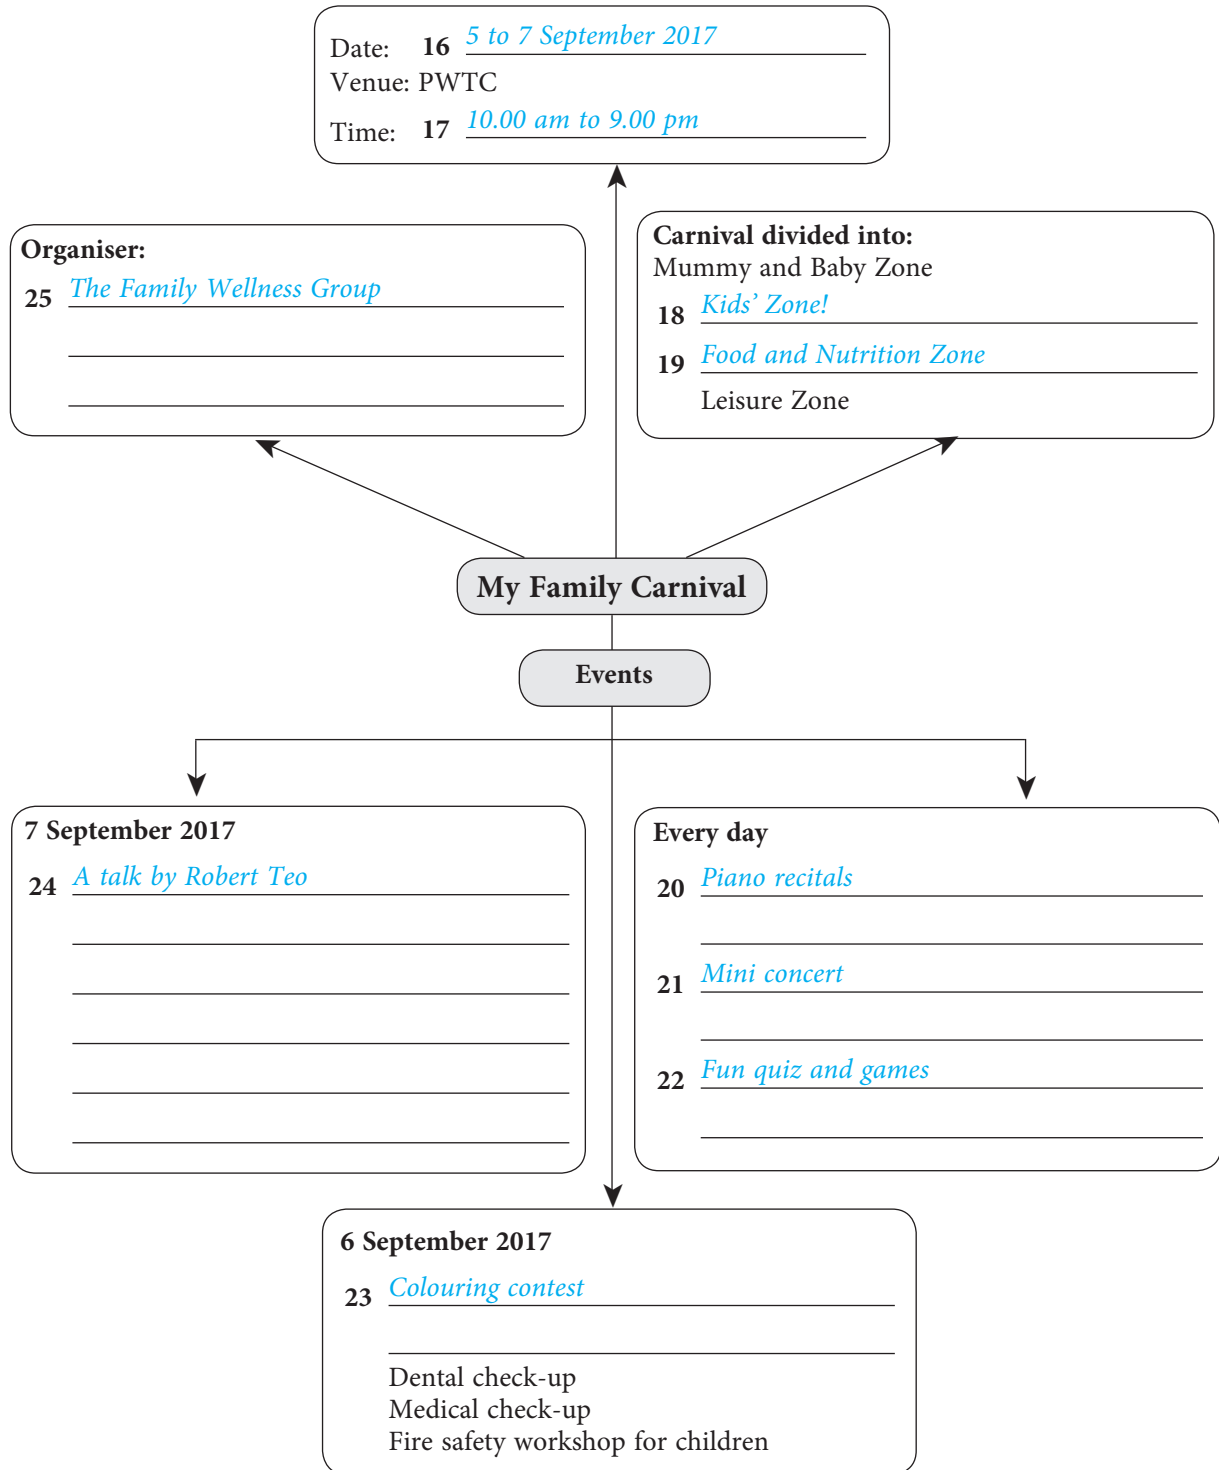 Date: 16 5 to 7 September 2017
Venue: PWTC
Time: 17 10.00 am to 9.00 pm
Organiser:
25 The Family Wellness Group
Carnival divided into:
Mummy and Baby Zone
18 Kids’ Zone!
19 Food and Nutrition Zone
Leisure Zone
My Family Carnival
Events
7 September 2017
24 A talk by Robert Teo
Every day
20 Piano recitals
21 Mini concert
22 Fun quiz and games
6 September 2017
23 Colouring contest
Dental check-up
Medical check-up
Fire safety workshop for children